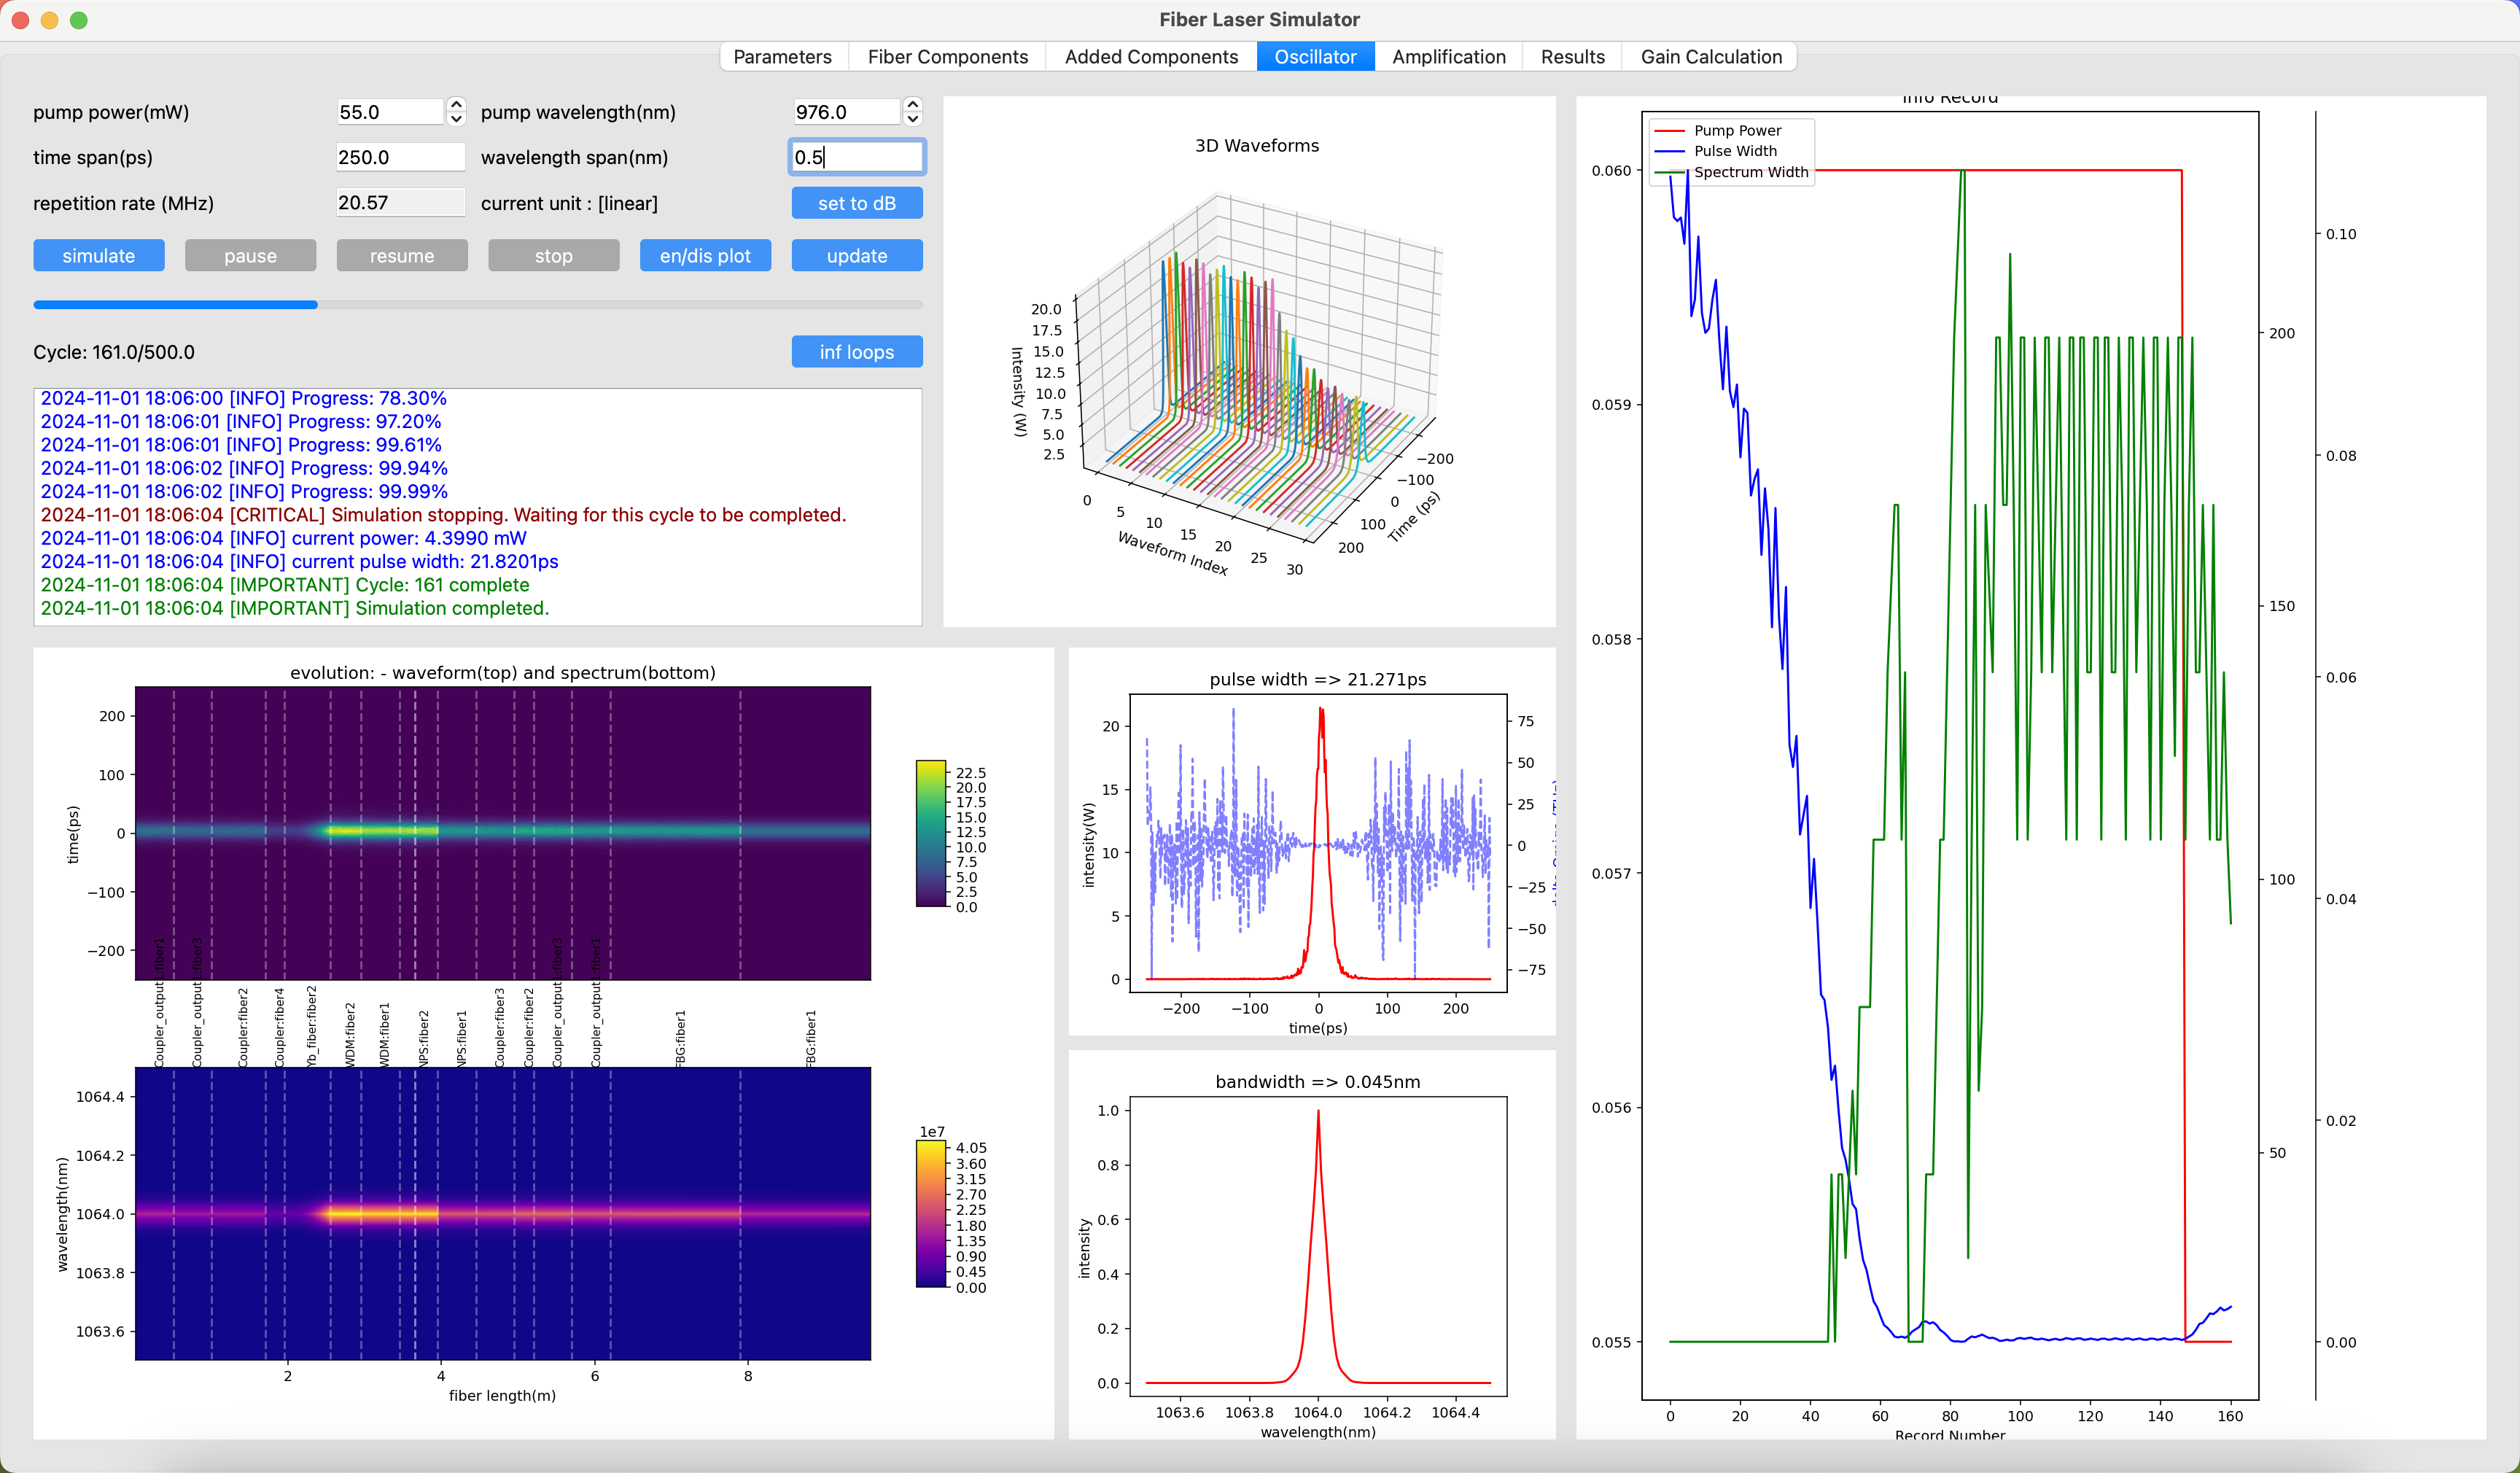 Fiber Laser Simulator
Parameters Fiber Components Added Components Oscillator Amplification Results Gain Calculation
pump power(mW) 55.0 pump wavelength(nm) 976.0
time span(ps) 250.0 wavelength span(nm) 0.5
repetition rate (MHz) 20.57 current unit : [linear] set to dB
simulate pause resume stop en/dis plot update
Cycle: 161.0/500.0 inf loops
2024-11-01 18:06:00 [INFO] Progress: 78.30%
2024-11-01 18:06:01 [INFO] Progress: 97.20%
2024-11-01 18:06:01 [INFO] Progress: 99.61%
2024-11-01 18:06:02 [INFO] Progress: 99.94%
2024-11-01 18:06:02 [INFO] Progress: 99.99%
2024-11-01 18:06:04 [CRITICAL] Simulation stopping. Waiting for this cycle to be completed.
2024-11-01 18:06:04 [INFO] current power: 4.3990 mW
2024-11-01 18:06:04 [INFO] current pulse width: 21.8201ps
2024-11-01 18:06:04 [IMPORTANT] Cycle: 161 complete
2024-11-01 18:06:04 [IMPORTANT] Simulation completed.
3D Waveforms
20.0
17.5
15.0
12.5
10.0
7.5
5.0
2.5
Intensity (W)
0 5 10 15 20 25 30
Waveform Index
−200
−100
0
100
200
Time (ps)
Info Record
Pump Power
Pulse Width
Spectrum Width
0.060
0.059
0.058
0.057
0.056
0.055
200
150
100
50
0.10
0.08
0.06
0.04
0.02
0.00
0 20 40 60 80 100 120 140 160
Record Number
evolution: - waveform(top) and spectrum(bottom)
200
100
0
−100
−200
time(ps)
22.5
20.0
17.5
15.0
12.5
10.0
7.5
5.0
2.5
0.0
Coupler_output1:fiber1
Coupler_output1:fiber3
Coupler:fiber2
Coupler:fiber4
Yb_fiber:fiber2
WDM:fiber2
WDM:fiber1
NPS:fiber2
NPS:fiber1
Coupler:fiber3
Coupler:fiber2
Coupler_output1:fiber3
Coupler_output1:fiber1
FBG:fiber1
FBG:fiber1
1064.4
1064.2
1064.0
1063.8
1063.6
wavelength(nm)
2 4 6 8
fiber length(m)
1e7
4.05
3.60
3.15
2.70
2.25
1.80
1.35
0.90
0.45
0.00
pulse width => 21.271ps
20
15
10
5
0
intensity(W)
75
50
25
0
−25
−50
−75
−200 −100 0 100 200
time(ps)
bandwidth => 0.045nm
1.0
0.8
0.6
0.4
0.2
0.0
intensity
1063.6 1063.8 1064.0 1064.2 1064.4
wavelength(nm)